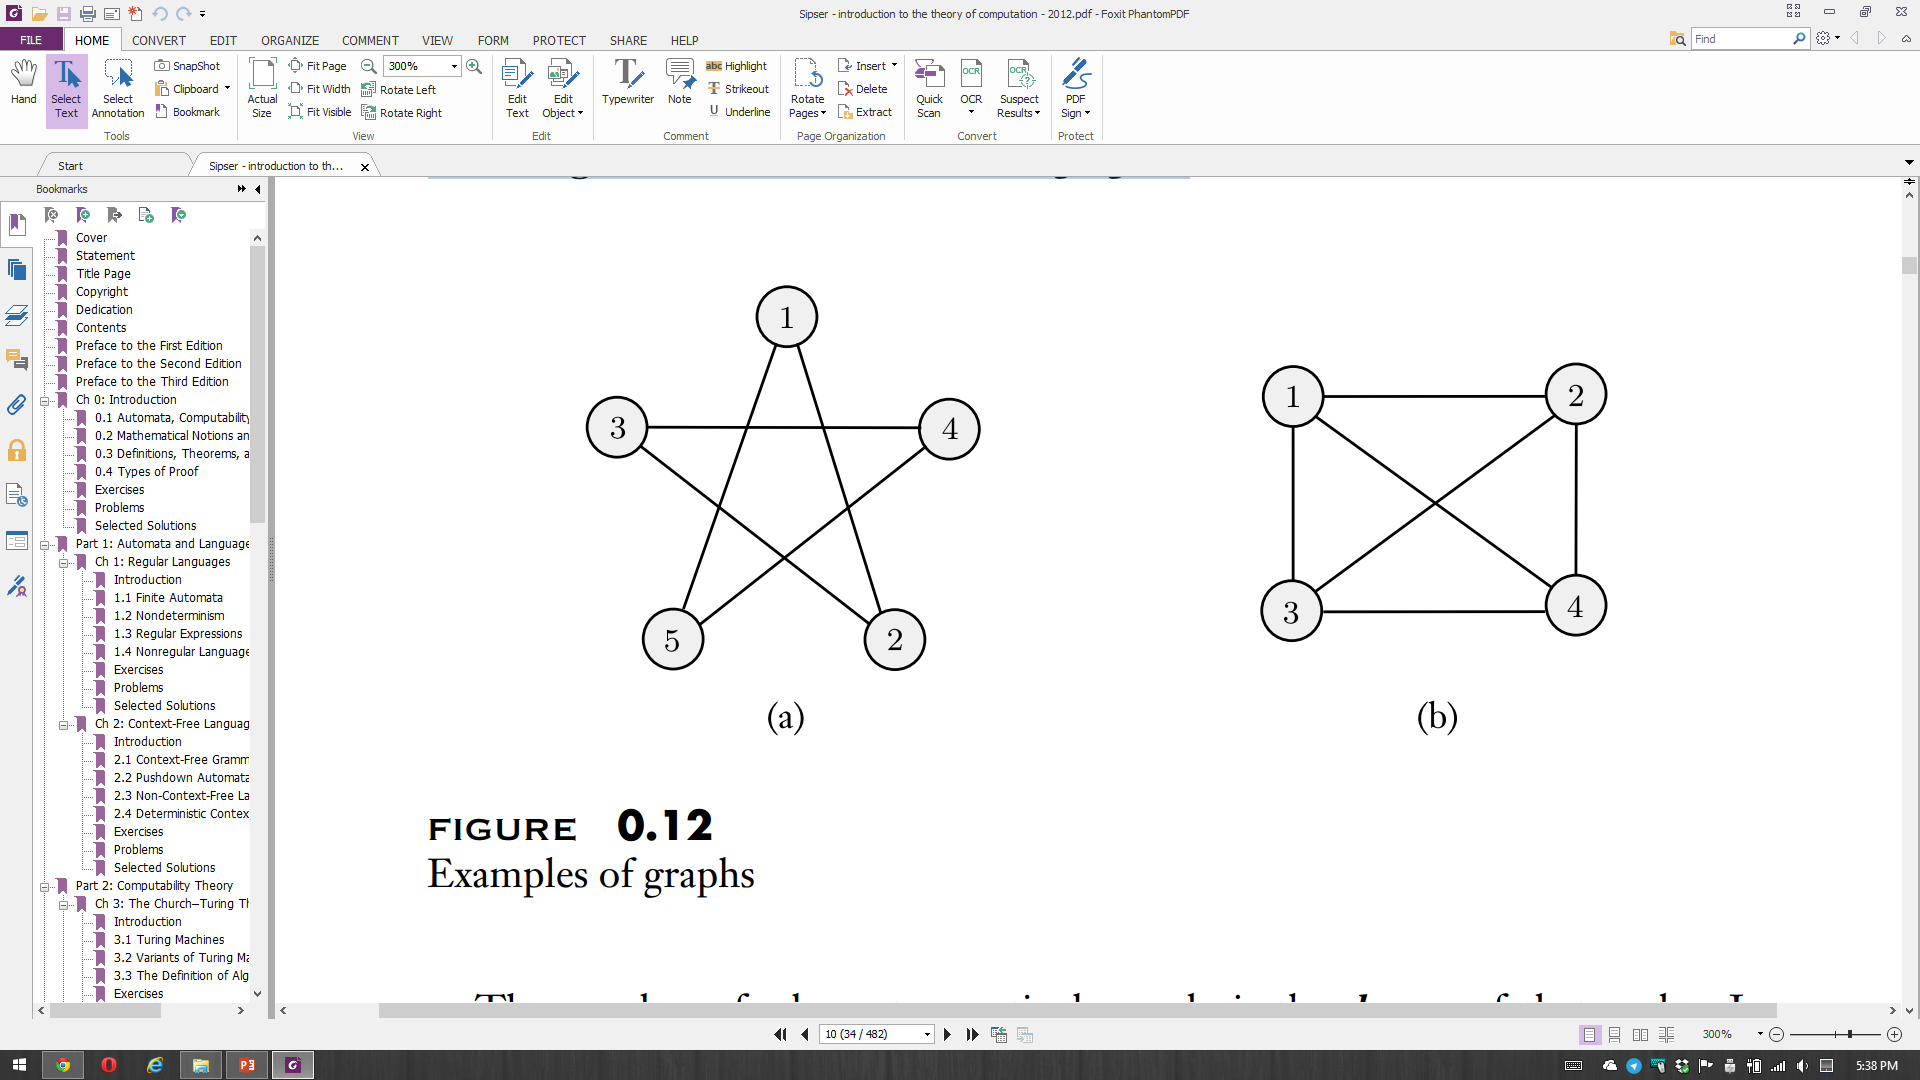 Sipser - introduction to the theory of computation - 2012.pdf - Foxit PhantomPDF
FILE HOME CONVERT EDIT ORGANIZE COMMENT VIEW FORM PROTECT SHARE HELP
Find
Hand
Select Text
Select Annotation
SnapShot
Clipboard
Bookmark
Tools
Actual Size
Fit Page
Fit Width
Fit Visible
300%
Rotate Left
Rotate Right
View
Edit Text
Edit Object
Edit
Typewriter
Note
abc Highlight
Strikeout
Underline
Comment
Rotate Pages
Insert
Delete
Extract
Page Organization
Quick Scan
OCR
OCR
Suspect Results
OCR
Convert
PDF Sign
Protect
Start
Sipser - introduction to th...
Bookmarks
Cover
Statement
Title Page
Copyright
Dedication
Contents
Preface to the First Edition
Preface to the Second Edition
Preface to the Third Edition
Ch 0: Introduction
0.1 Automata, Computability
0.2 Mathematical Notions an
0.3 Definitions, Theorems, a
0.4 Types of Proof
Exercises
Problems
Selected Solutions
Part 1: Automata and Language
Ch 1: Regular Languages
Introduction
1.1 Finite Automata
1.2 Nondeterminism
1.3 Regular Expressions
1.4 Nonregular Language
Exercises
Problems
Selected Solutions
Ch 2: Context-Free Languag
Introduction
2.1 Context-Free Gramm
2.2 Pushdown Automata
2.3 Non-Context-Free La
2.4 Deterministic Contex
Exercises
Problems
Selected Solutions
Part 2: Computability Theory
Ch 3: The Church–Turing Th
Introduction
3.1 Turing Machines
3.2 Variants of Turing Ma
3.3 The Definition of Alg
Exercises
1
3
4
5
2
(a)
1
2
3
4
(b)
FIGURE 0.12
Examples of graphs
10 (34 / 482)
300%
5:38 PM